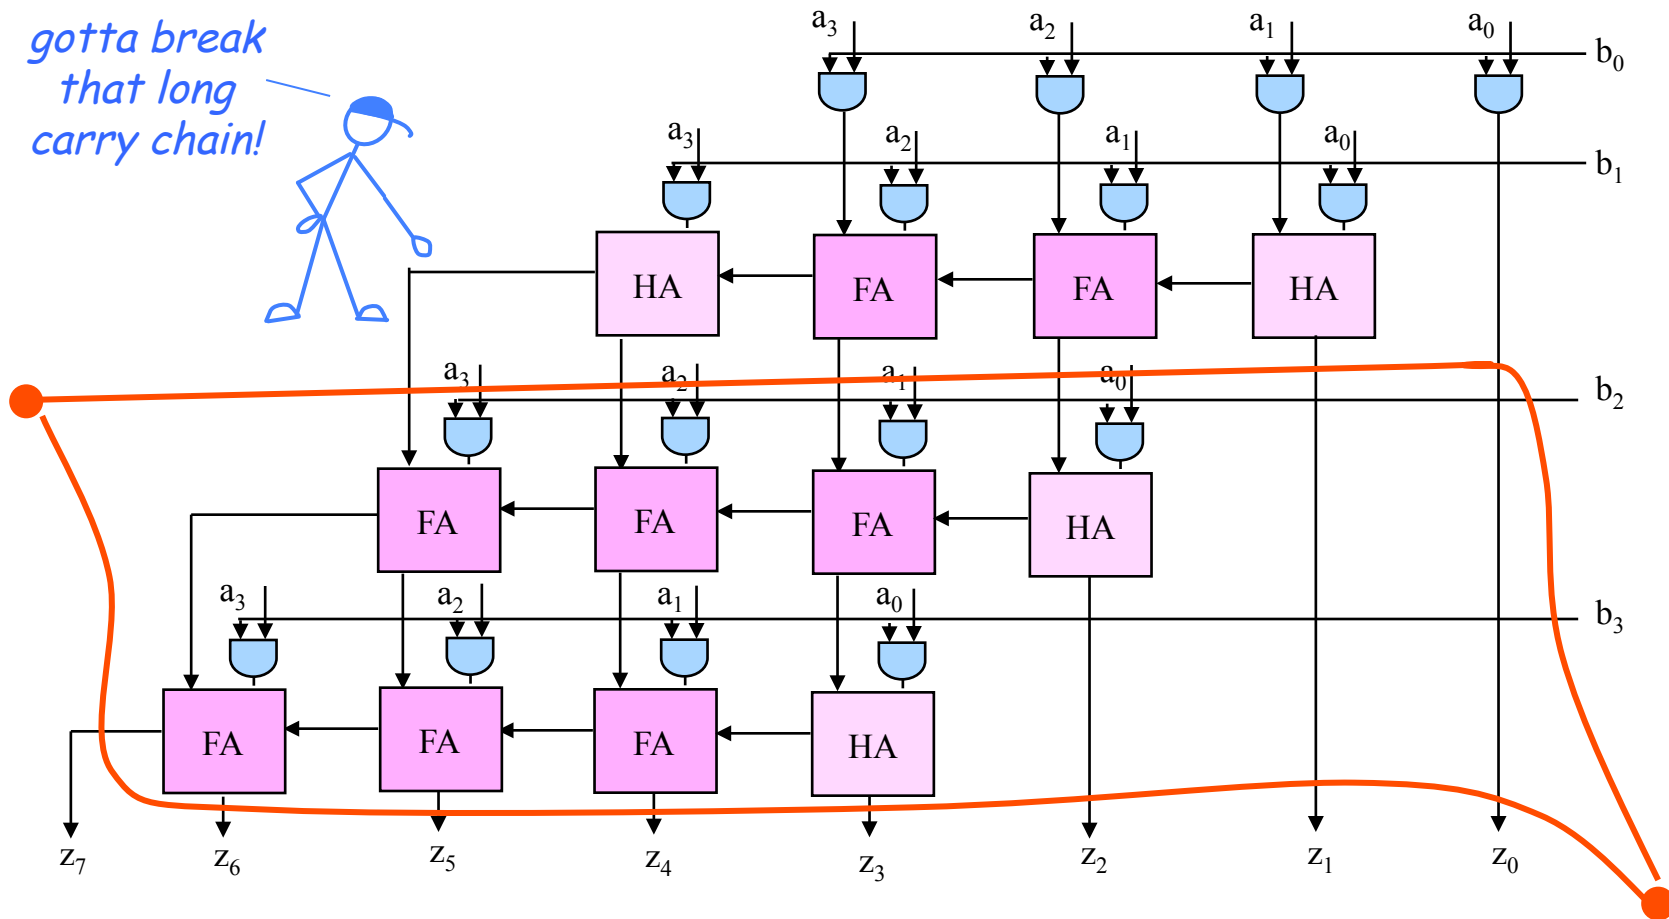 gotta break
that long
carry chain!
a3 a2 a1 a0 b0
a3 a2 a1 a0 b1
HA FA FA HA
a3 a2 a1 a0 b2
FA FA FA HA
a3 a2 a1 a0 b3
FA FA FA HA
z7 z6 z5 z4 z3 z2 z1 z0